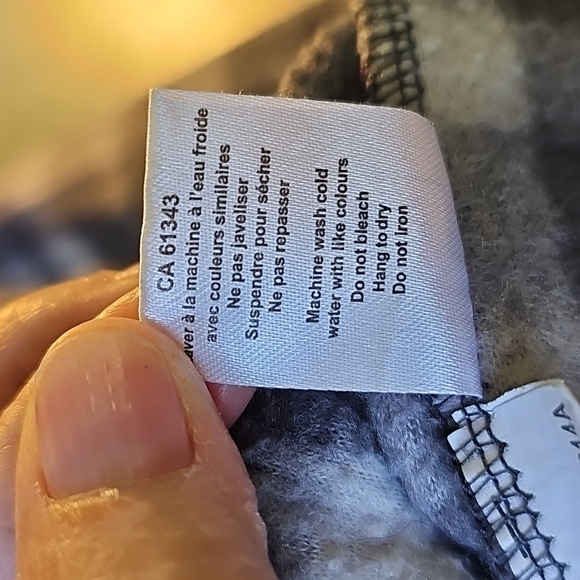 CA 61343
aver à la machine à l'eau froide
avec couleurs similaires
Ne pas javeliser
Suspendre pour sécher
Ne pas repasser
Machine wash cold
water with like colours
Do not bleach
Hang to dry
Do not Iron